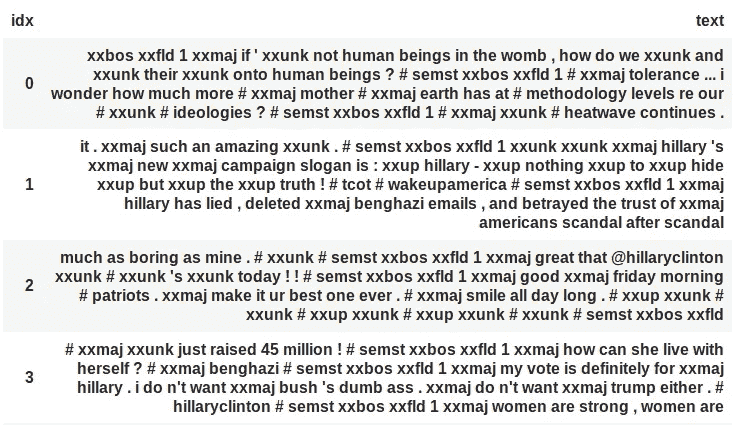 idx text
xxbos xxfld 1 xxmaj if ' xxunk not human beings in the womb , how do we xxunk and
xxunk their xxunk onto human beings ? # semst xxbos xxfld 1 # xxmaj tolerance ... i
0
wonder how much more # xxmaj mother # xxmaj earth has at # methodology levels re our
# xxunk # ideologies ? # semst xxbos xxfld 1 # xxmaj xxunk # heatwave continues .
it . xxmaj such an amazing xxunk . # semst xxbos xxfld 1 xxunk xxunk xxmaj hillary 's
xxmaj new xxmaj campaign slogan is : xxup hillary - xxup nothing xxup to xxup hide
1 xxup but xxup the xxup truth ! # tcot # wakeupamerica # semst xxbos xxfld 1 xxmaj
hillary has lied , deleted xxmaj benghazi emails , and betrayed the trust of xxmaj
americans scandal after scandal
much as boring as mine . # xxunk # semst xxbos xxfld 1 xxmaj great that @hillaryclinton
xxunk # xxunk 's xxunk today ! ! # semst xxbos xxfld 1 xxmaj good xxmaj friday morning
2
# patriots . xxmaj make it ur best one ever . # xxmaj smile all day long . # xxup xxunk #
xxunk # xxup xxunk # xxup xxunk # xxunk # semst xxbos xxfld
# xxmaj xxunk just raised 45 million ! # semst xxbos xxfld 1 xxmaj how can she live with
herself ? # xxmaj benghazi # semst xxbos xxfld 1 xxmaj my vote is definitely for xxmaj
3
hillary . i do n't want xxmaj bush 's dumb ass . xxmaj do n't want xxmaj trump either . #
hillaryclinton # semst xxbos xxfld 1 xxmaj women are strong , women are